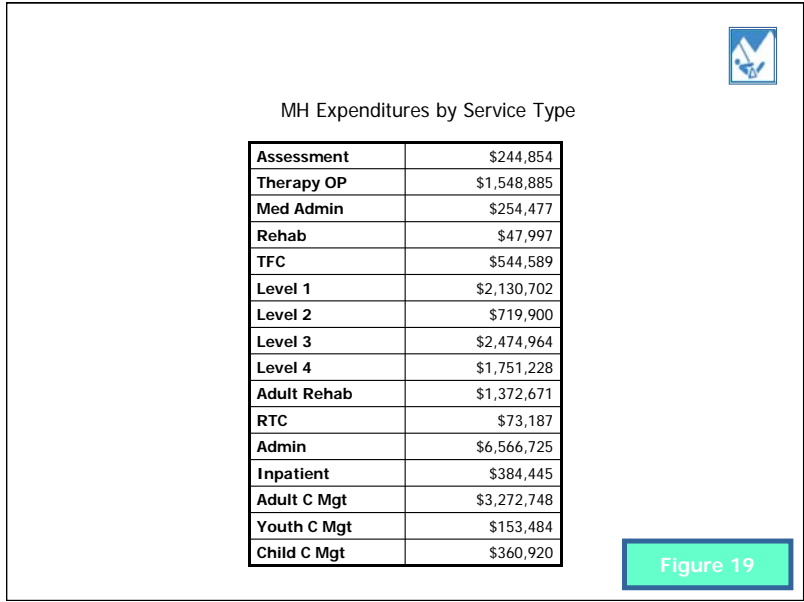 MH Expenditures by Service Type
Assessment $244,854
Therapy OP $1,548,885
Med Admin $254,477
Rehab $47,997
TFC $544,589
Level 1 $2,130,702
Level 2 $719,900
Level 3 $2,474,964
Level 4 $1,751,228
Adult Rehab $1,372,671
RTC $73,187
Admin $6,566,725
Inpatient $384,445
Adult C Mgt $3,272,748
Youth C Mgt $153,484
Child C Mgt $360,920
Figure 19